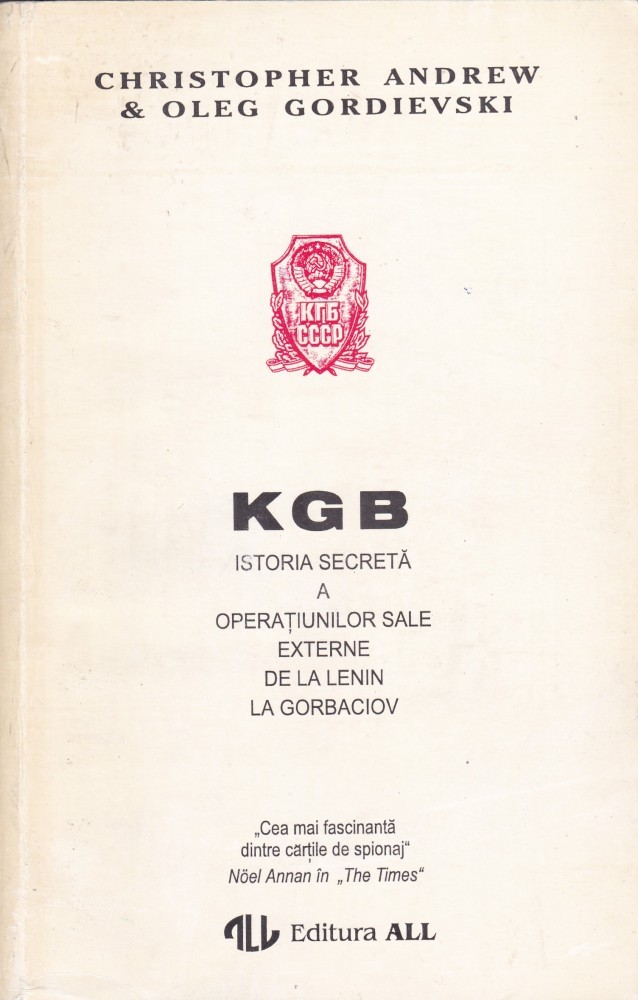 CHRISTOPHER ANDREW
& OLEG GORDIEVSKI
КГБ
СССР
KGB
ISTORIA SECRETĂ
A
OPERAȚIUNILOR SALE
EXTERNE
DE LA LENIN
LA GORBACIOV
„Cea mai fascinantă
dintre cărțile de spionaj“
Nöel Annan în „The Times“
ALL Editura ALL